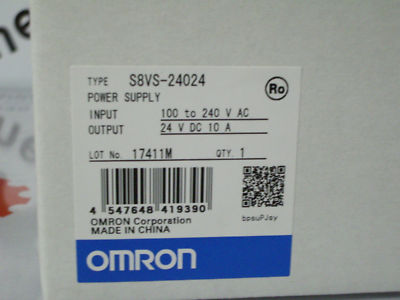 TYPE S8VS-24024
Ro
POWER SUPPLY
INPUT 100 to 240 V AC
OUTPUT 24 V DC 10 A
LOT No. 17411M QTY. 1
4 547648 419390
bpsuPJsy
OMRON Corporation
MADE IN CHINA
OMRON